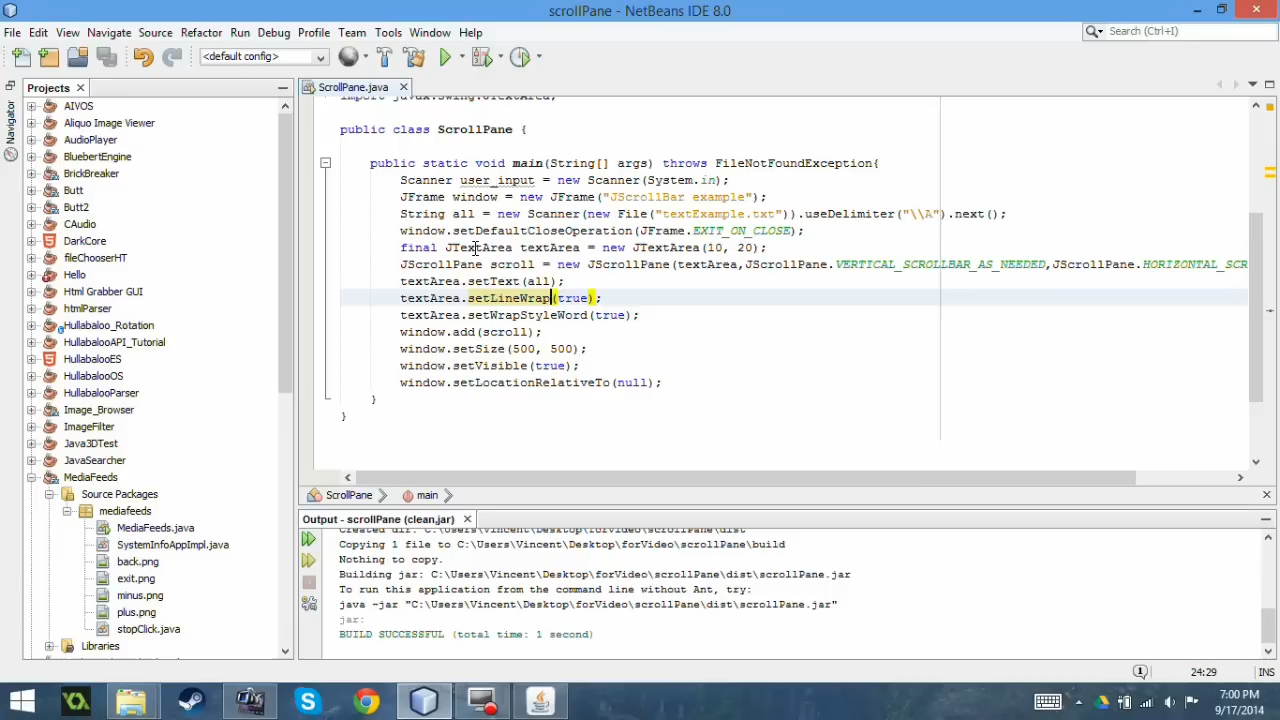 scrollPane - NetBeans IDE 8.0
File Edit View Navigate Source Refactor Run Debug Profile Team Tools Window Help
Search (Ctrl+I)
<default config>
Projects
ScrollPane.java
Navigator
AIVOS
Aliquo Image Viewer
AudioPlayer
BluebertEngine
BrickBreaker
Butt
Butt2
CAudio
DarkCore
fileChooserHT
Hello
Html Grabber GUI
htmlParser
Hullabaloo_Rotation
HullabalooAPI_Tutorial
HullabalooES
HullabalooOS
HullabalooParser
Image_Browser
ImageFilter
Java3DTest
JavaSearcher
MediaFeeds
Source Packages
mediafeeds
MediaFeeds.java
SystemInfoAppImpl.java
back.png
exit.png
minus.png
plus.png
stopClick.java
Libraries
public class ScrollPane {
public static void main(String[] args) throws FileNotFoundException{
Scanner user_input = new Scanner(System.in);
JFrame window = new JFrame("JScrollBar example");
String all = new Scanner(new File("textExample.txt")).useDelimiter("\\A").next();
window.setDefaultCloseOperation(JFrame.EXIT_ON_CLOSE);
final JTextArea textArea = new JTextArea(10, 20);
JScrollPane scroll = new JScrollPane(textArea,JScrollPane.VERTICAL_SCROLLBAR_AS_NEEDED,JScrollPane.HORIZONTAL_SCR
textArea.setText(all);
textArea.setLineWrap(true);
textArea.setWrapStyleWord(true);
window.add(scroll);
window.setSize(500, 500);
window.setVisible(true);
window.setLocationRelativeTo(null);
}
}
ScrollPane main
Output - scrollPane (clean,jar)
Created dir: C:\Users\Vincent\Desktop\forVideo\scrollPane\dist
Copying 1 file to C:\Users\Vincent\Desktop\forVideo\scrollPane\build
Nothing to copy.
Building jar: C:\Users\Vincent\Desktop\forVideo\scrollPane\dist\scrollPane.jar
To run this application from the command line without Ant, try:
java -jar "C:\Users\Vincent\Desktop\forVideo\scrollPane\dist\scrollPane.jar"
jar:
BUILD SUCCESSFUL (total time: 1 second)
24:29 INS
7:00 PM
9/17/2014